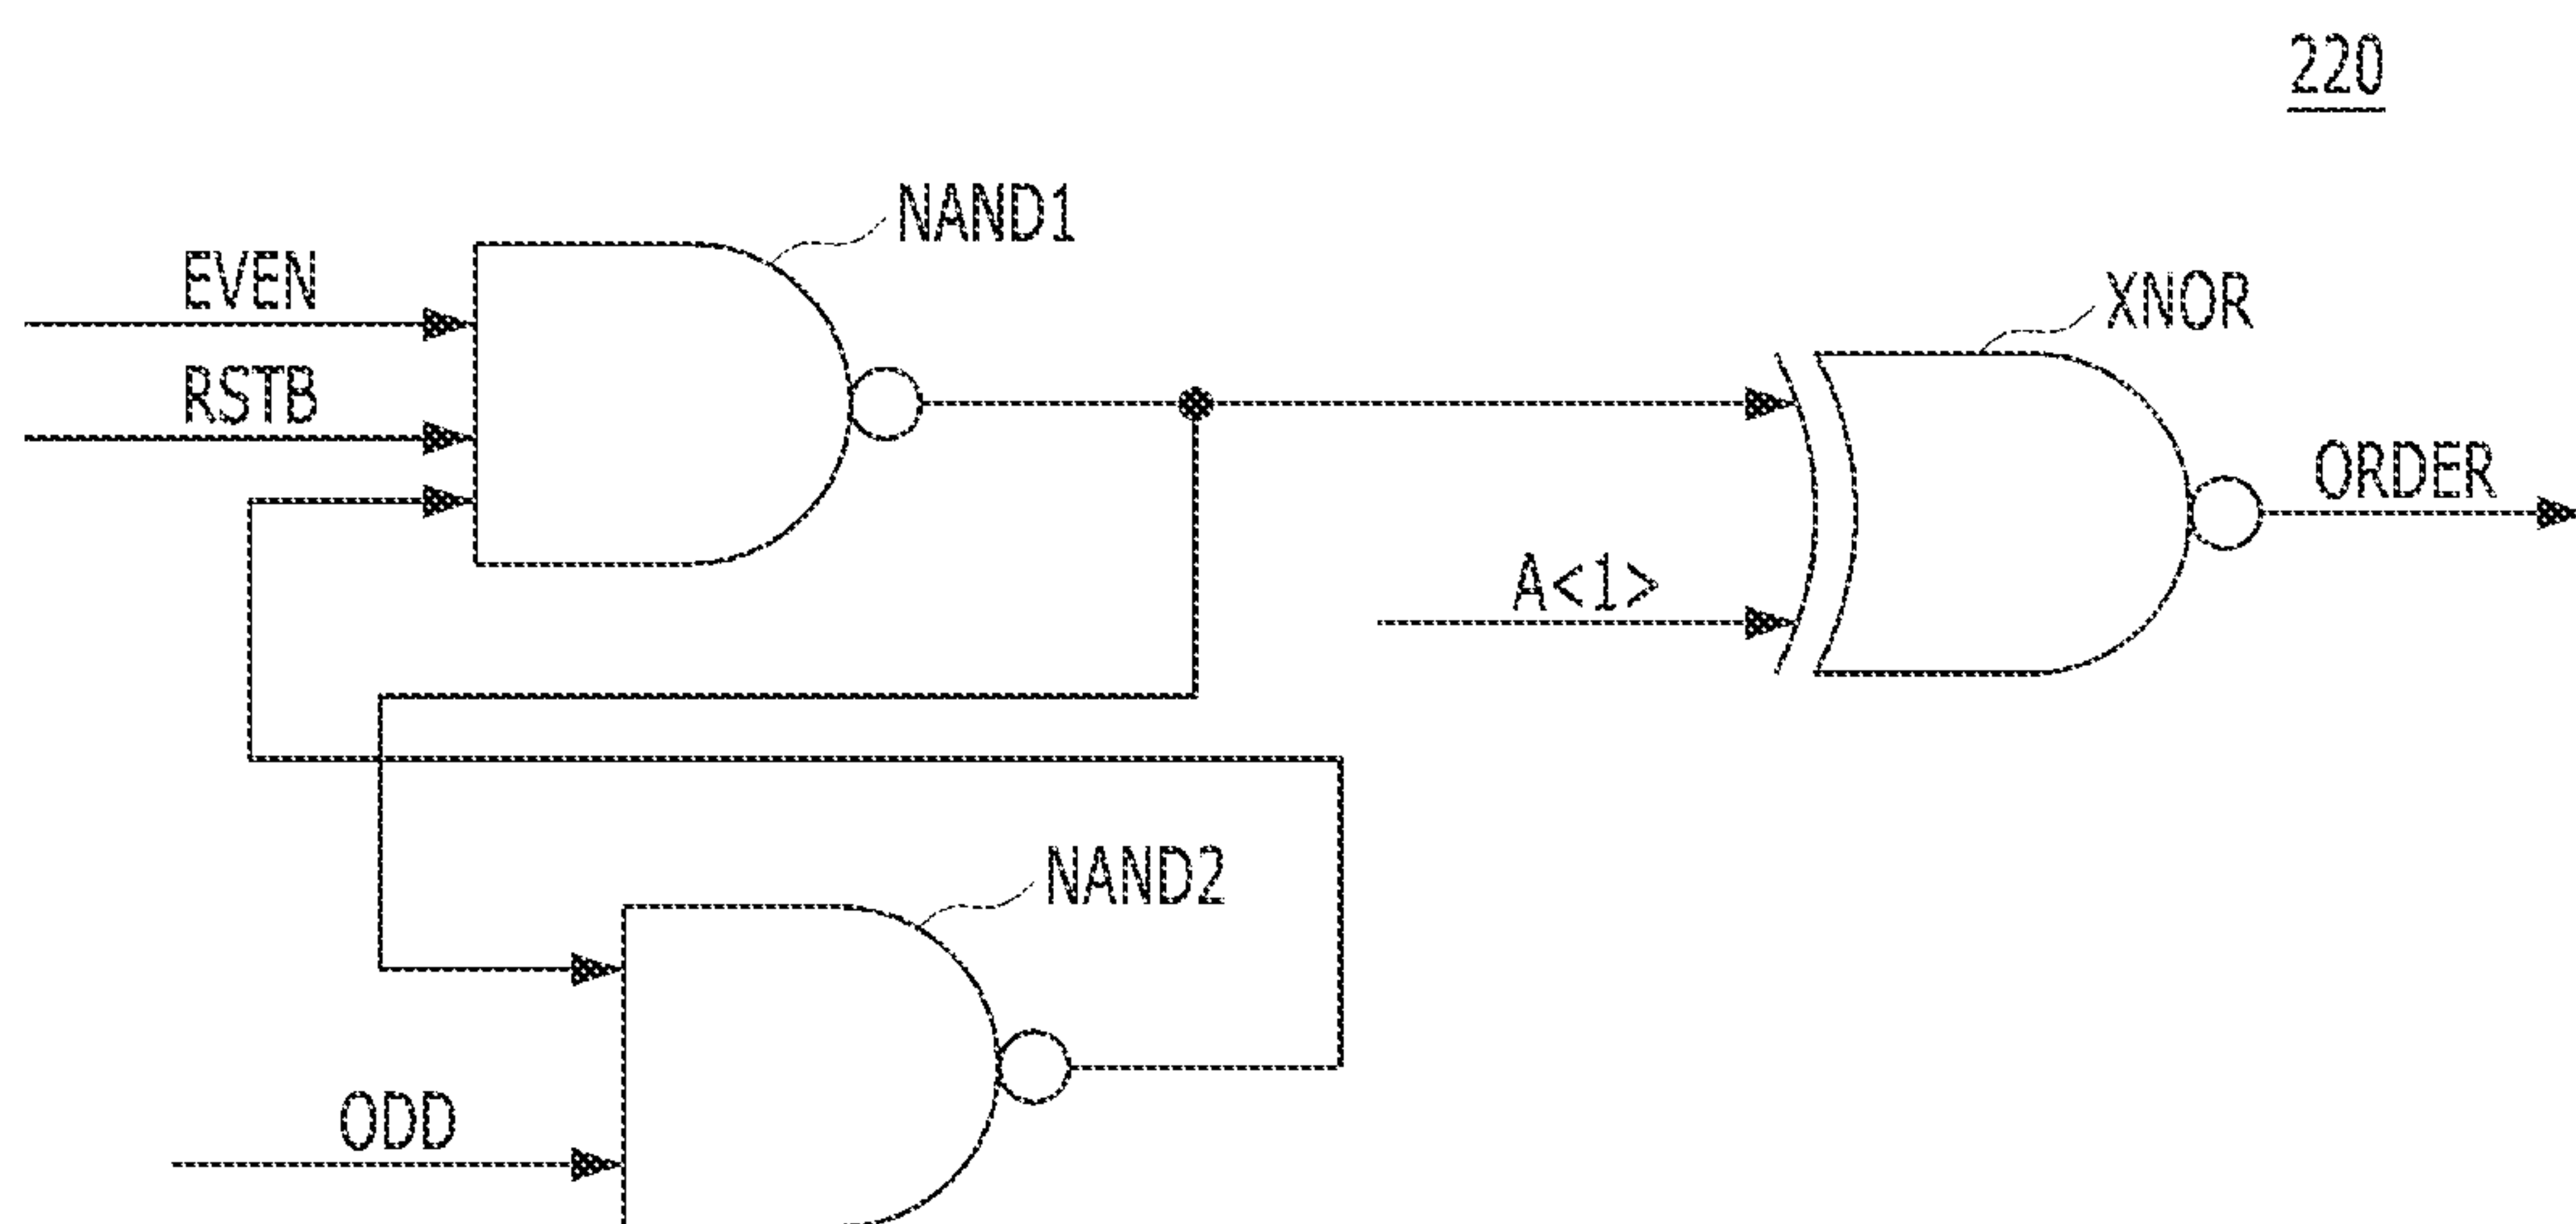 220
NAND1
EVEN
XNOR
RSTB
ORDER
A<1>
NAND2
ODD